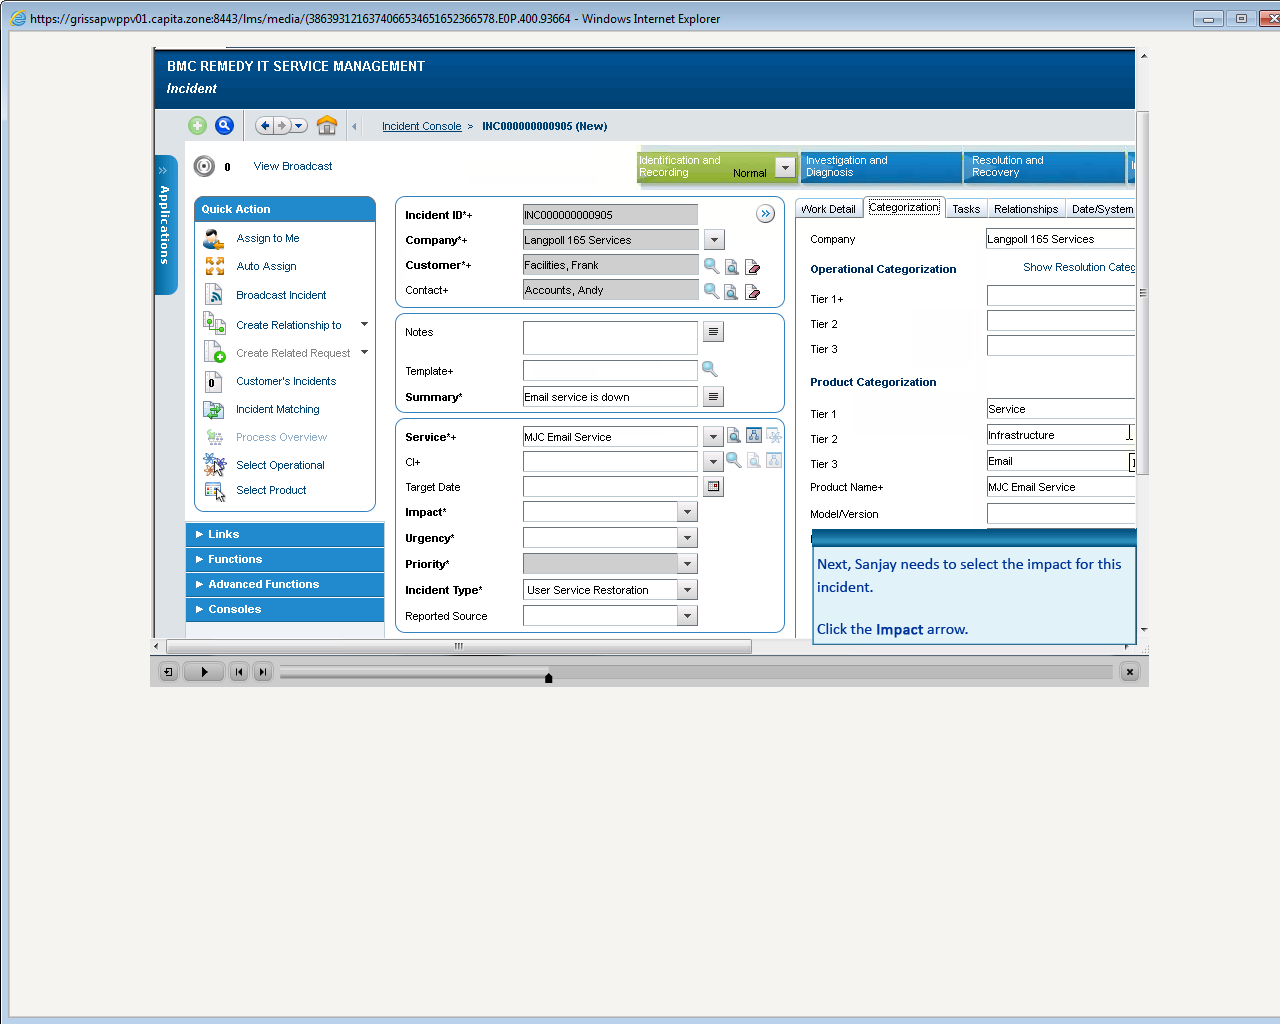 https://grissapwppv01.capita.zone:8443/lms/media/(3863931216374066534651652366578.E0P.400.93664 - Windows Internet Explorer
BMC REMEDY IT SERVICE MANAGEMENT
Incident
Incident Console > INC000000000905 (New)
0 View Broadcast
Identification and Recording Normal
Investigation and Diagnosis
Resolution and Recovery
Applications
Quick Action
Assign to Me
Auto Assign
Broadcast Incident
Create Relationship to
Create Related Request
0 Customer's Incidents
Incident Matching
Process Overview
Select Operational
Select Product
Links
Functions
Advanced Functions
Consoles
Incident ID*+ INC000000000905
Company*+ Langpoll 165 Services
Customer*+ Facilities, Frank
Contact+ Accounts, Andy
Notes
Template+
Summary* Email service is down
Service*+ MJC Email Service
CI+
Target Date
Impact*
Urgency*
Priority*
Incident Type* User Service Restoration
Reported Source
Work Detail Categorization Tasks Relationships Date/System
Company Langpoll 165 Services
Operational Categorization Show Resolution Categ
Tier 1+
Tier 2
Tier 3
Product Categorization
Tier 1 Service
Tier 2 Infrastructure
Tier 3 Email
Product Name+ MJC Email Service
Model/Version
Next, Sanjay needs to select the impact for this
incident.
Click the Impact arrow.